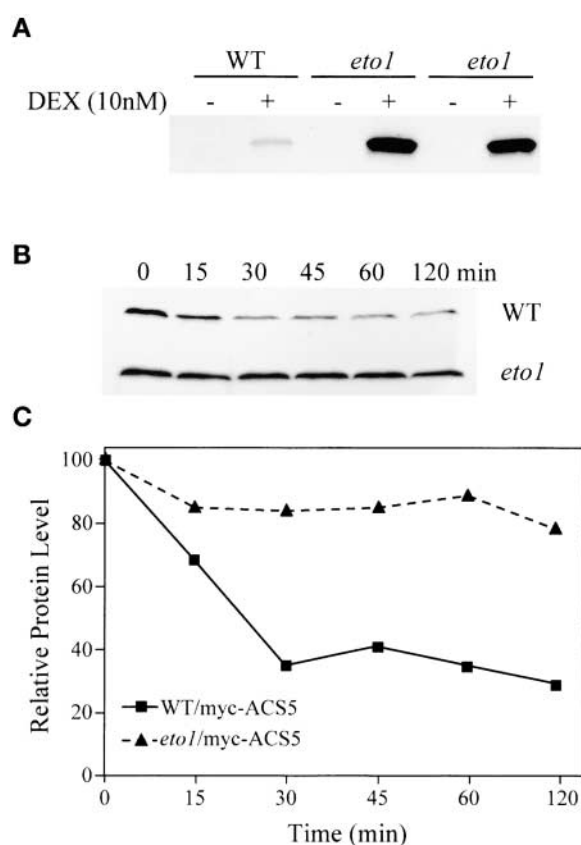 A
WT eto1 eto1
DEX (10nM) - + - + - +
B
0 15 30 45 60 120 min
WT
eto1
C
100
80
60
40
20
0
Relative Protein Level
WT/myc-ACS5
eto1/myc-ACS5
0 15 30 45 60 120
Time (min)